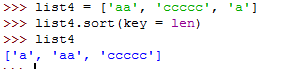 >>> list4 = ['aa', 'ccccc', 'a']
>>> list4.sort(key = len)
>>> list4
['a', 'aa', 'ccccc']
>>>